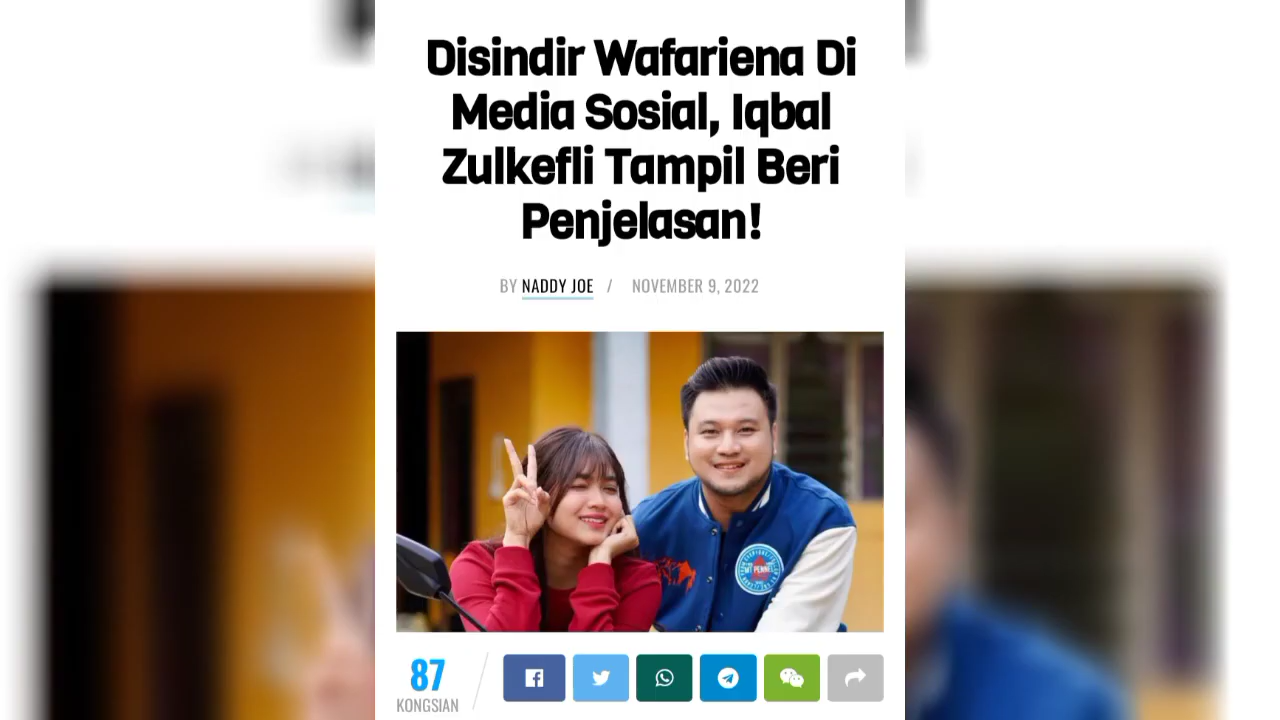 Disindir Wafariena Di
Media Sosial, Iqbal
Zulkefli Tampil Beri
Penjelasan!
BY NADDY JOE / NOVEMBER 9, 2022
87
KONGSIAN